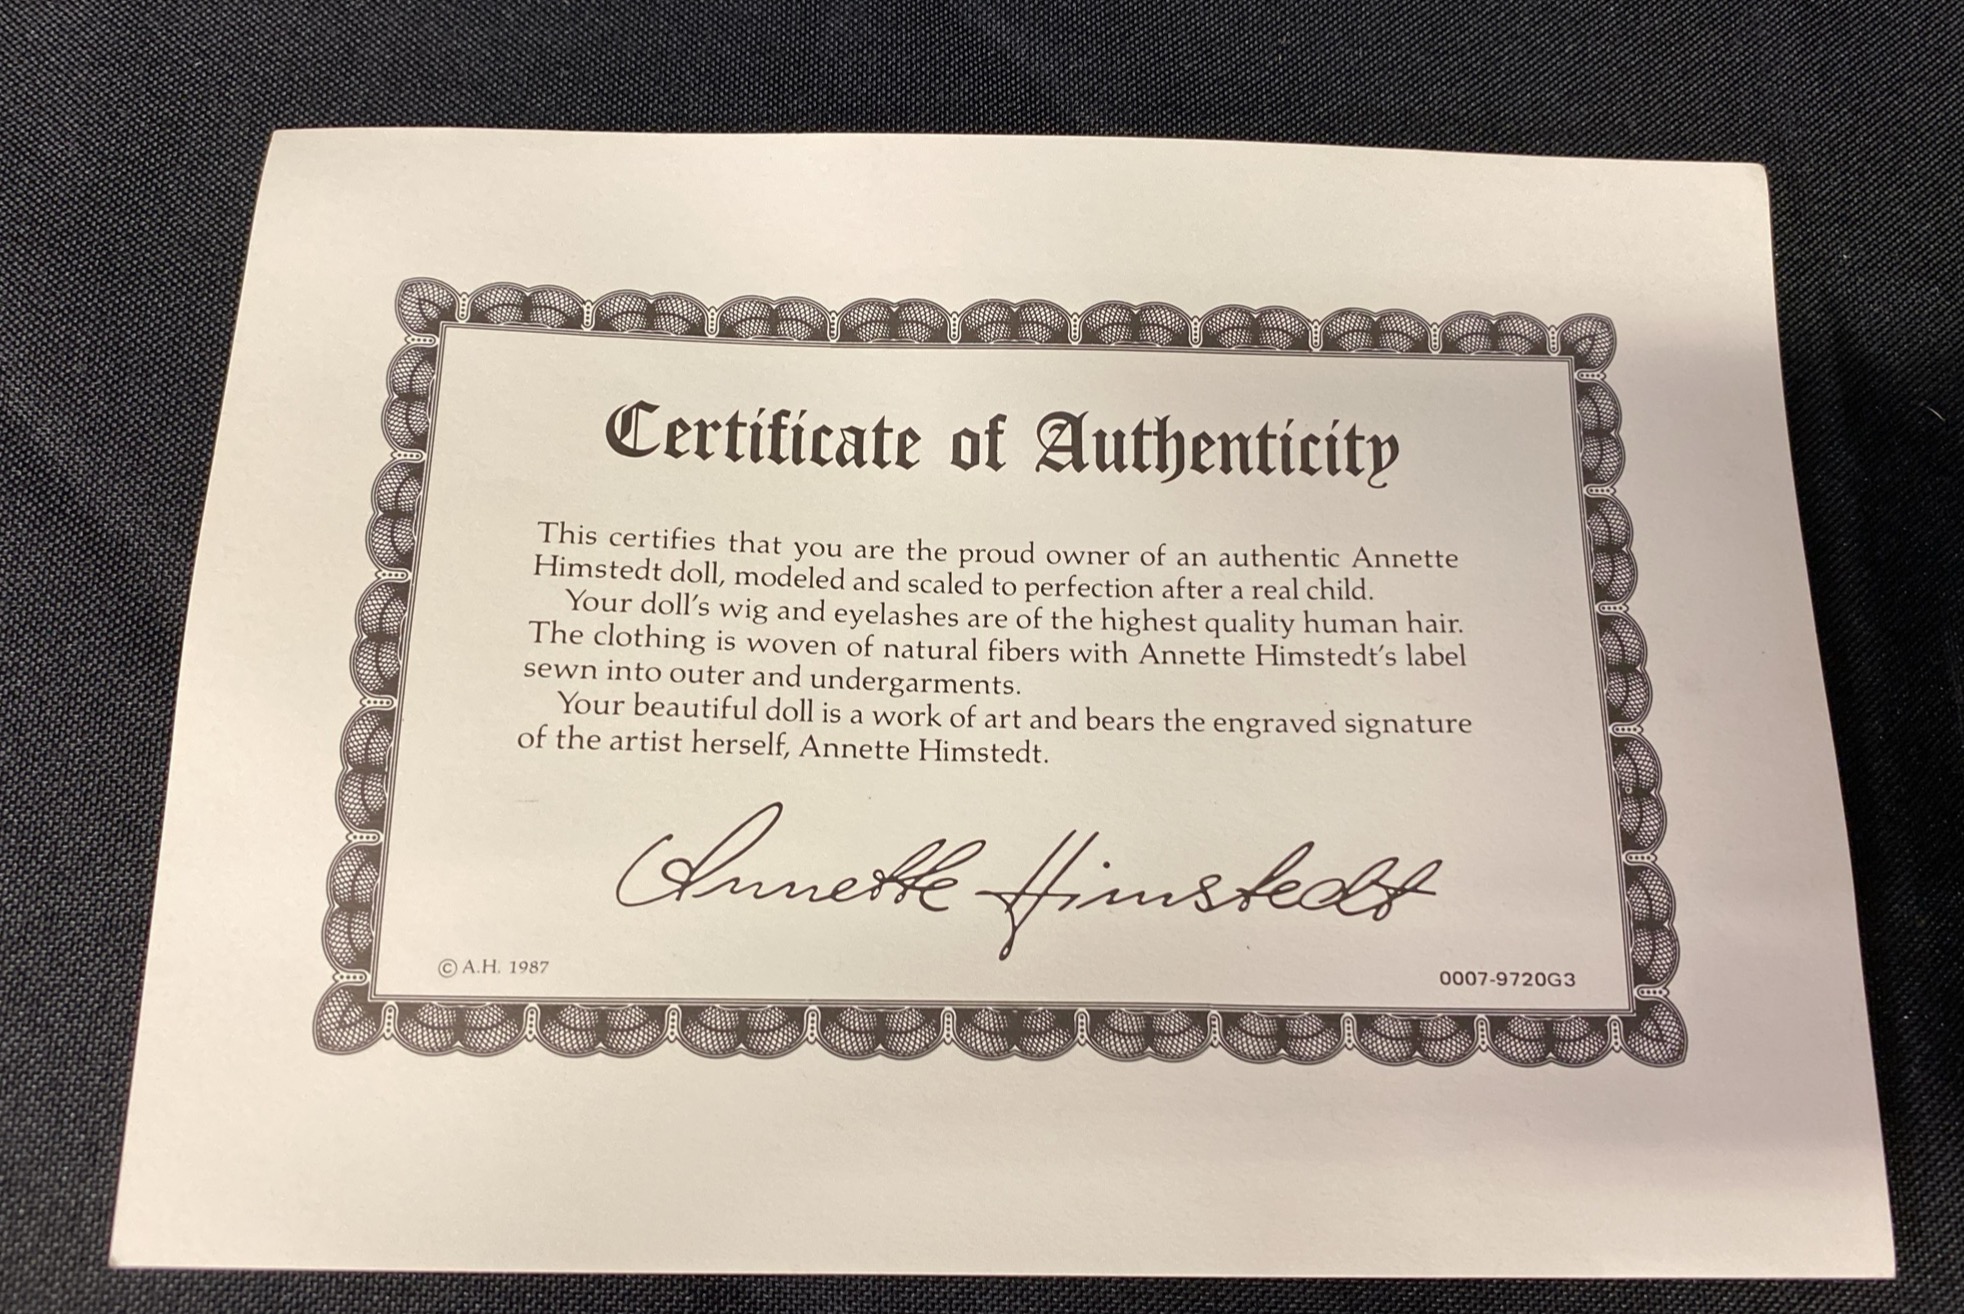 Certificate of Authenticity
This certifies that you are the proud owner of an authentic Annette
Himstedt doll, modeled and scaled to perfection after a real child.
Your doll's wig and eyelashes are of the highest quality human hair.
The clothing is woven of natural fibers with Annette Himstedt's label
sewn into outer and undergarments.
Your beautiful doll is a work of art and bears the engraved signature
of the artist herself, Annette Himstedt.
Annette Himstedt
© A.H. 1987
0007-9720G3